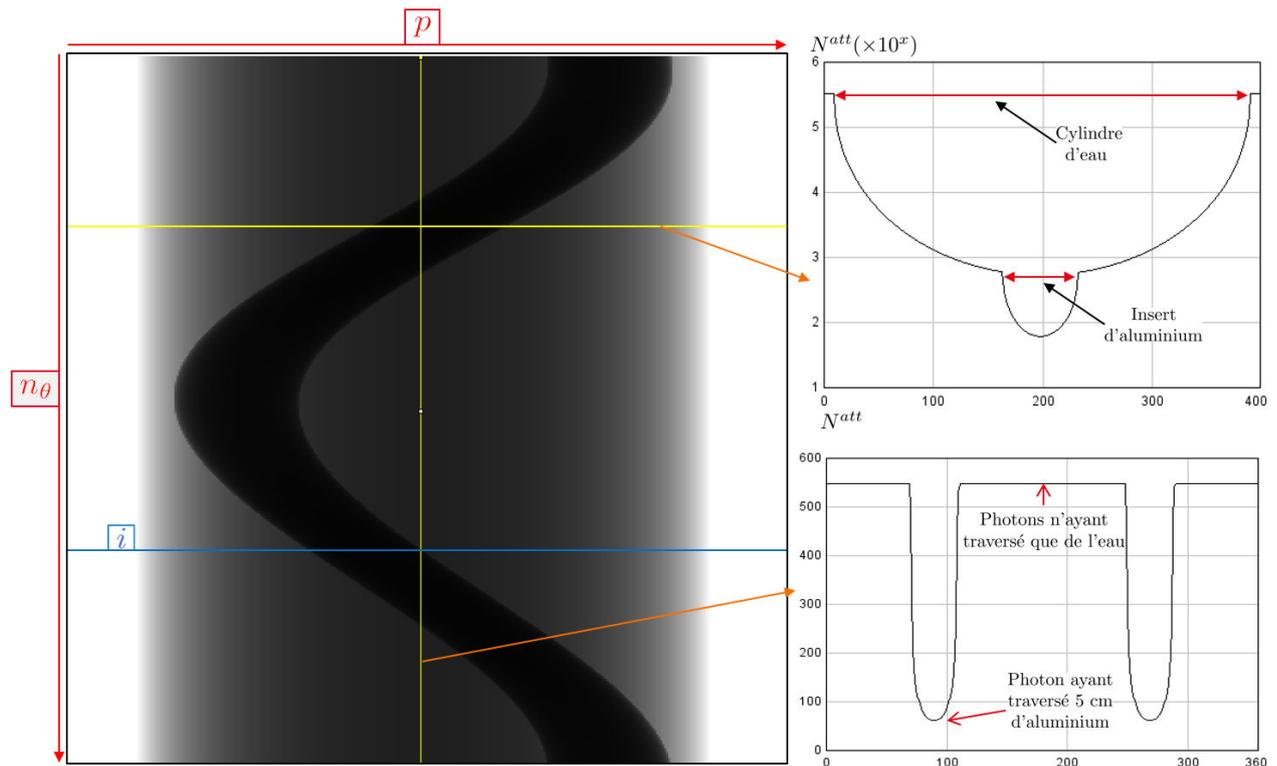 p
n_θ
i
N^{att}(×10^x)
6
5
4
3
2
1
0
100
200
300
400
Cylindre
d'eau
Insert
d'aluminium
N^{att}
600
500
400
300
200
100
0
100
200
300
360
Photons n'ayant
traversé que de l'eau
Photon ayant
traversé 5 cm
d'aluminium